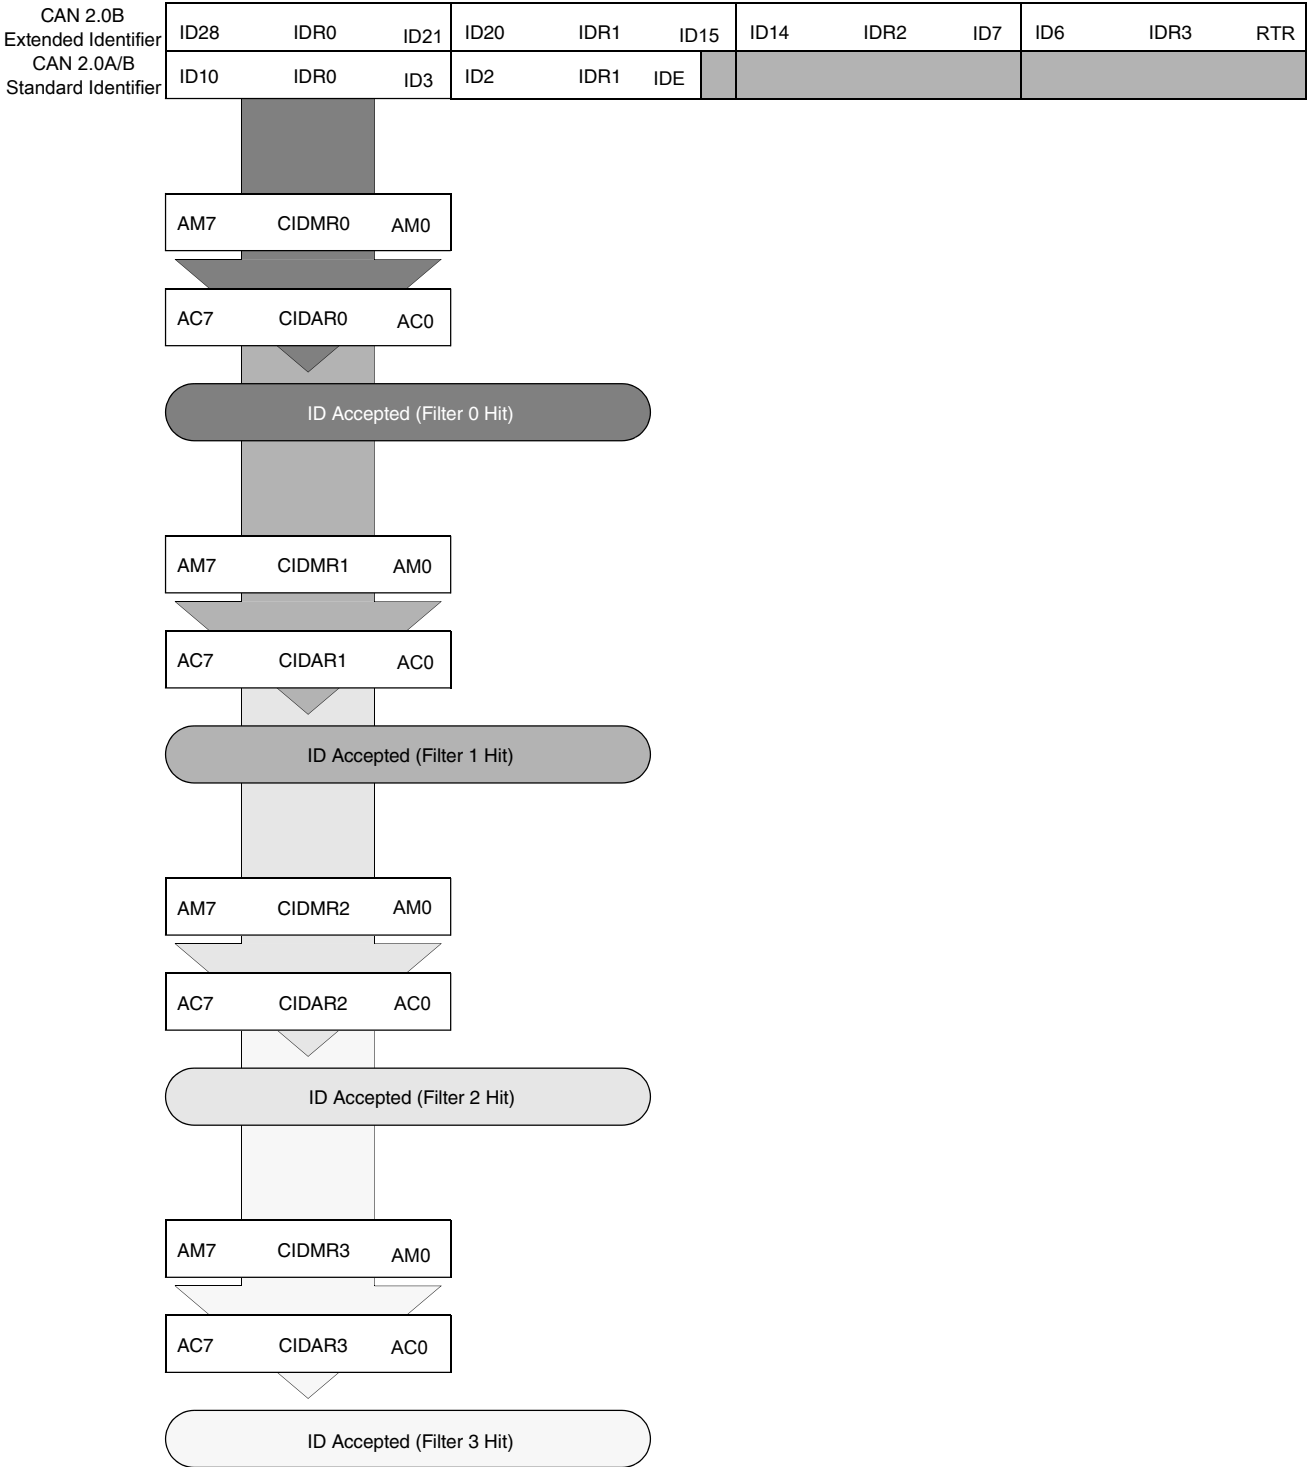 CAN 2.0B
Extended Identifier
ID28 IDR0 ID21 ID20 IDR1 ID15 ID14 IDR2 ID7 ID6 IDR3 RTR
CAN 2.0A/B
Standard Identifier
ID10 IDR0 ID3 ID2 IDR1 IDE
AM7 CIDMR0 AM0
AC7 CIDAR0 AC0
ID Accepted (Filter 0 Hit)
AM7 CIDMR1 AM0
AC7 CIDAR1 AC0
ID Accepted (Filter 1 Hit)
AM7 CIDMR2 AM0
AC7 CIDAR2 AC0
ID Accepted (Filter 2 Hit)
AM7 CIDMR3 AM0
AC7 CIDAR3 AC0
ID Accepted (Filter 3 Hit)